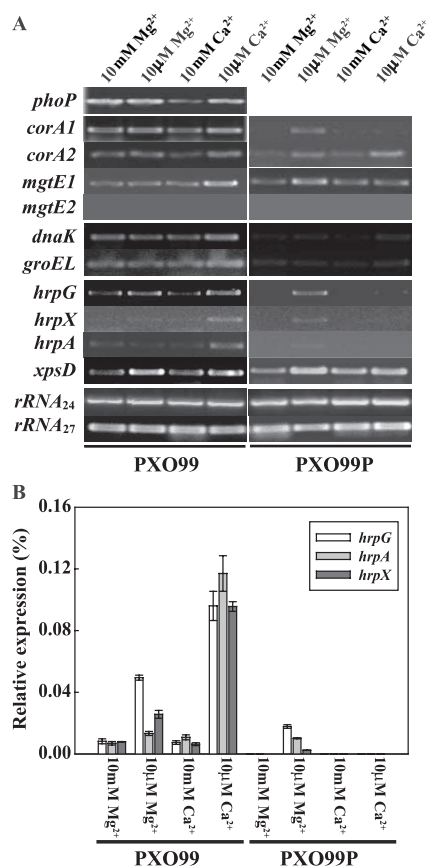 A
10mM Mg²⁺
10μM Mg²⁺
10mM Ca²⁺
10μM Ca²⁺
10mM Mg²⁺
10μM Mg²⁺
10mM Ca²⁺
10μM Ca²⁺
phoP
corA1
corA2
mgtE1
mgtE2
dnaK
groEL
hrpG
hrpX
hrpA
xpsD
rRNA₂₄
rRNA₂₇
PXO99
PXO99P
B
Relative expression (%)
0.16
0.12
0.08
0.04
0.00
hrpG
hrpA
hrpX
10mM Mg²⁺
10μM Mg²⁺
10mM Ca²⁺
10μM Ca²⁺
10mM Mg²⁺
10μM Mg²⁺
10mM Ca²⁺
10μM Ca²⁺
PXO99
PXO99P